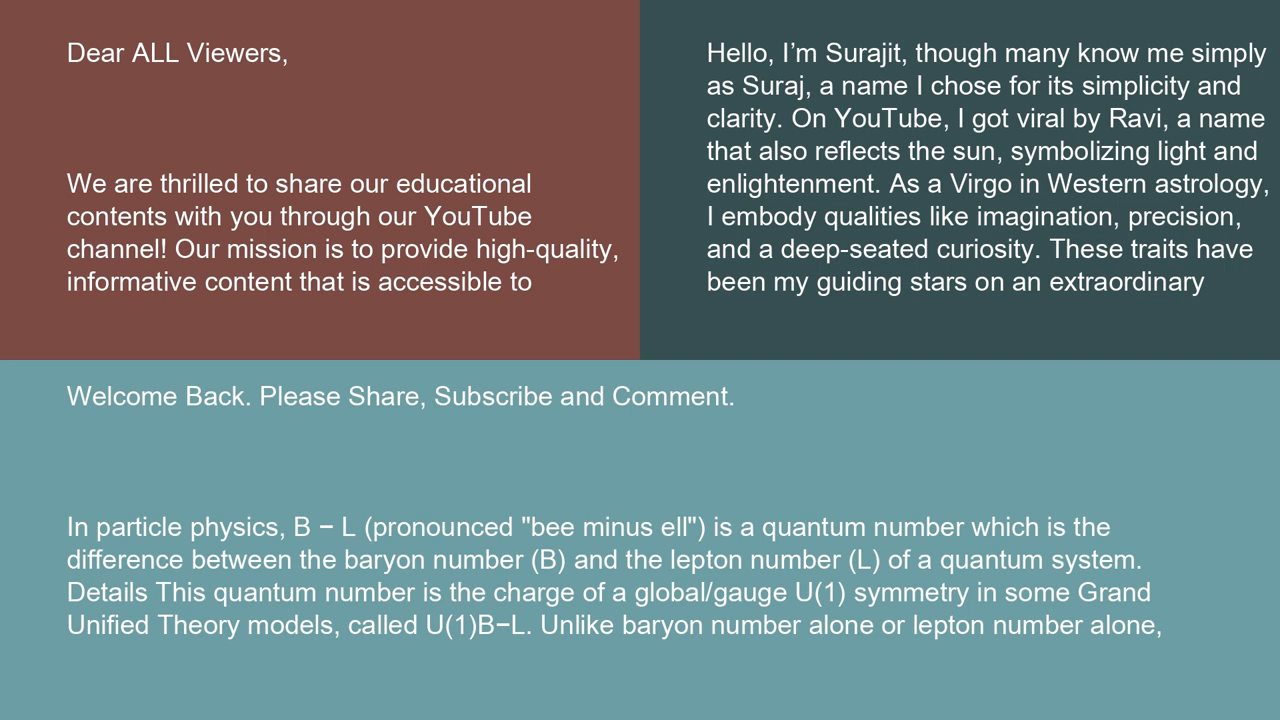 Dear ALL Viewers,
We are thrilled to share our educational
contents with you through our YouTube
channel! Our mission is to provide high-quality,
informative content that is accessible to
Hello, I’m Surajit, though many know me simply
as Suraj, a name I chose for its simplicity and
clarity. On YouTube, I got viral by Ravi, a name
that also reflects the sun, symbolizing light and
enlightenment. As a Virgo in Western astrology,
I embody qualities like imagination, precision,
and a deep-seated curiosity. These traits have
been my guiding stars on an extraordinary
Welcome Back. Please Share, Subscribe and Comment.
In particle physics, B − L (pronounced "bee minus ell") is a quantum number which is the
difference between the baryon number (B) and the lepton number (L) of a quantum system.
Details This quantum number is the charge of a global/gauge U(1) symmetry in some Grand
Unified Theory models, called U(1)B−L. Unlike baryon number alone or lepton number alone,